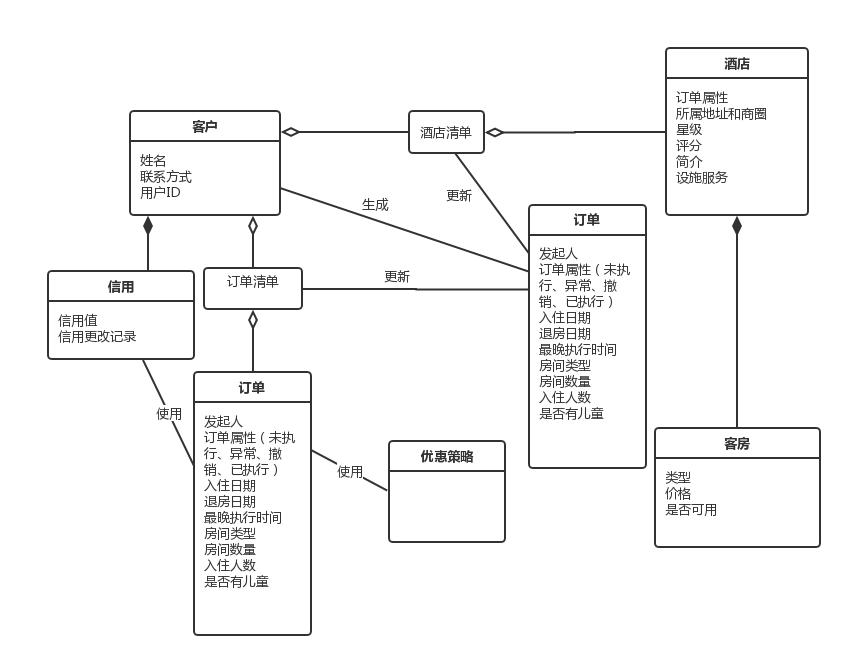 酒店
订单属性
所属地址和商圈
星级
评分
简介
设施服务
客户
姓名
联系方式
用户ID
酒店清单
更新
生成
订单
发起人
订单属性（未执
行、异常、撤
销、已执行）
入住日期
退房日期
最晚执行时间
房间类型
房间数量
入住人数
是否有儿童
信用
信用值
信用更改记录
订单清单
更新
使用
订单
发起人
订单属性（未执
行、异常、撤
销、已执行）
入住日期
退房日期
最晚执行时间
房间类型
房间数量
入住人数
是否有儿童
使用
优惠策略
客房
类型
价格
是否可用